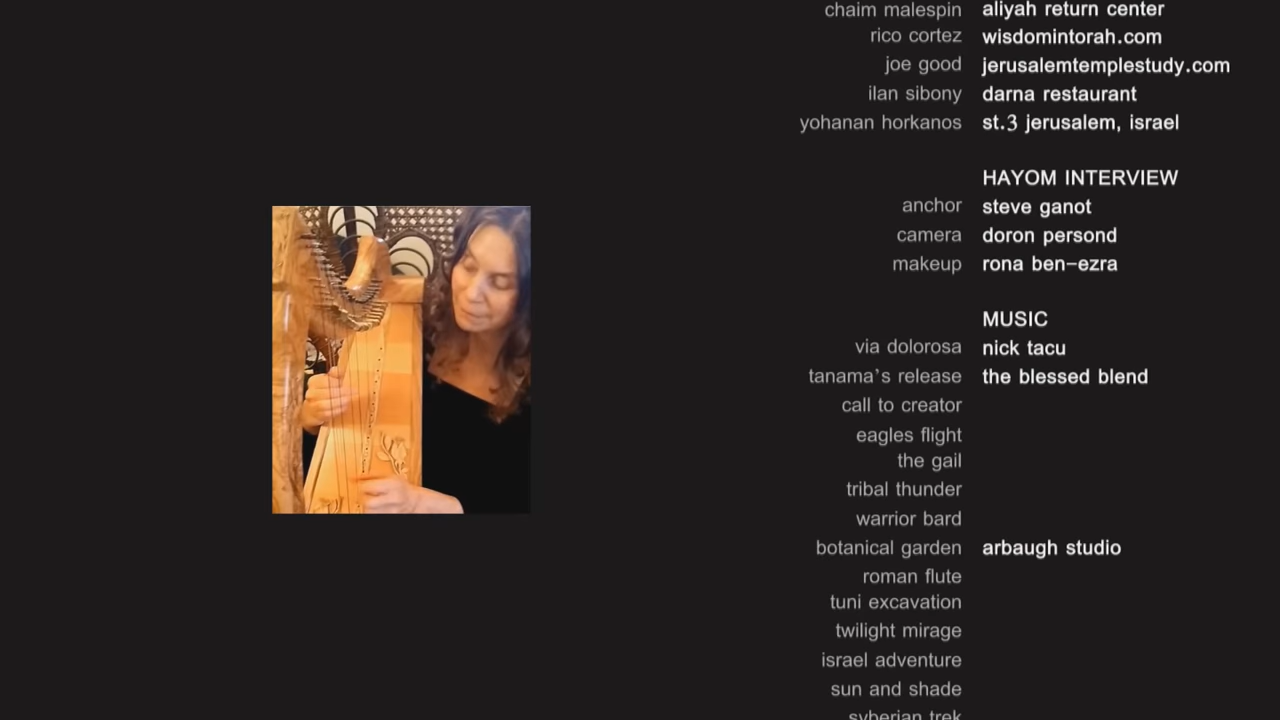 chaim malespin aliyah return center
rico cortez wisdomintorah.com
joe good jerusalemtemplestudy.com
ilan sibony darna restaurant
yohanan horkanos st.3 jerusalem, israel
HAYOM INTERVIEW
anchor steve ganot
camera doron persond
makeup rona ben-ezra
MUSIC
via dolorosa nick tacu
tanama's release the blessed blend
call to creator
eagles flight
the gail
tribal thunder
warrior bard
botanical garden arbaugh studio
roman flute
tuni excavation
twilight mirage
israel adventure
sun and shade
syberian trek